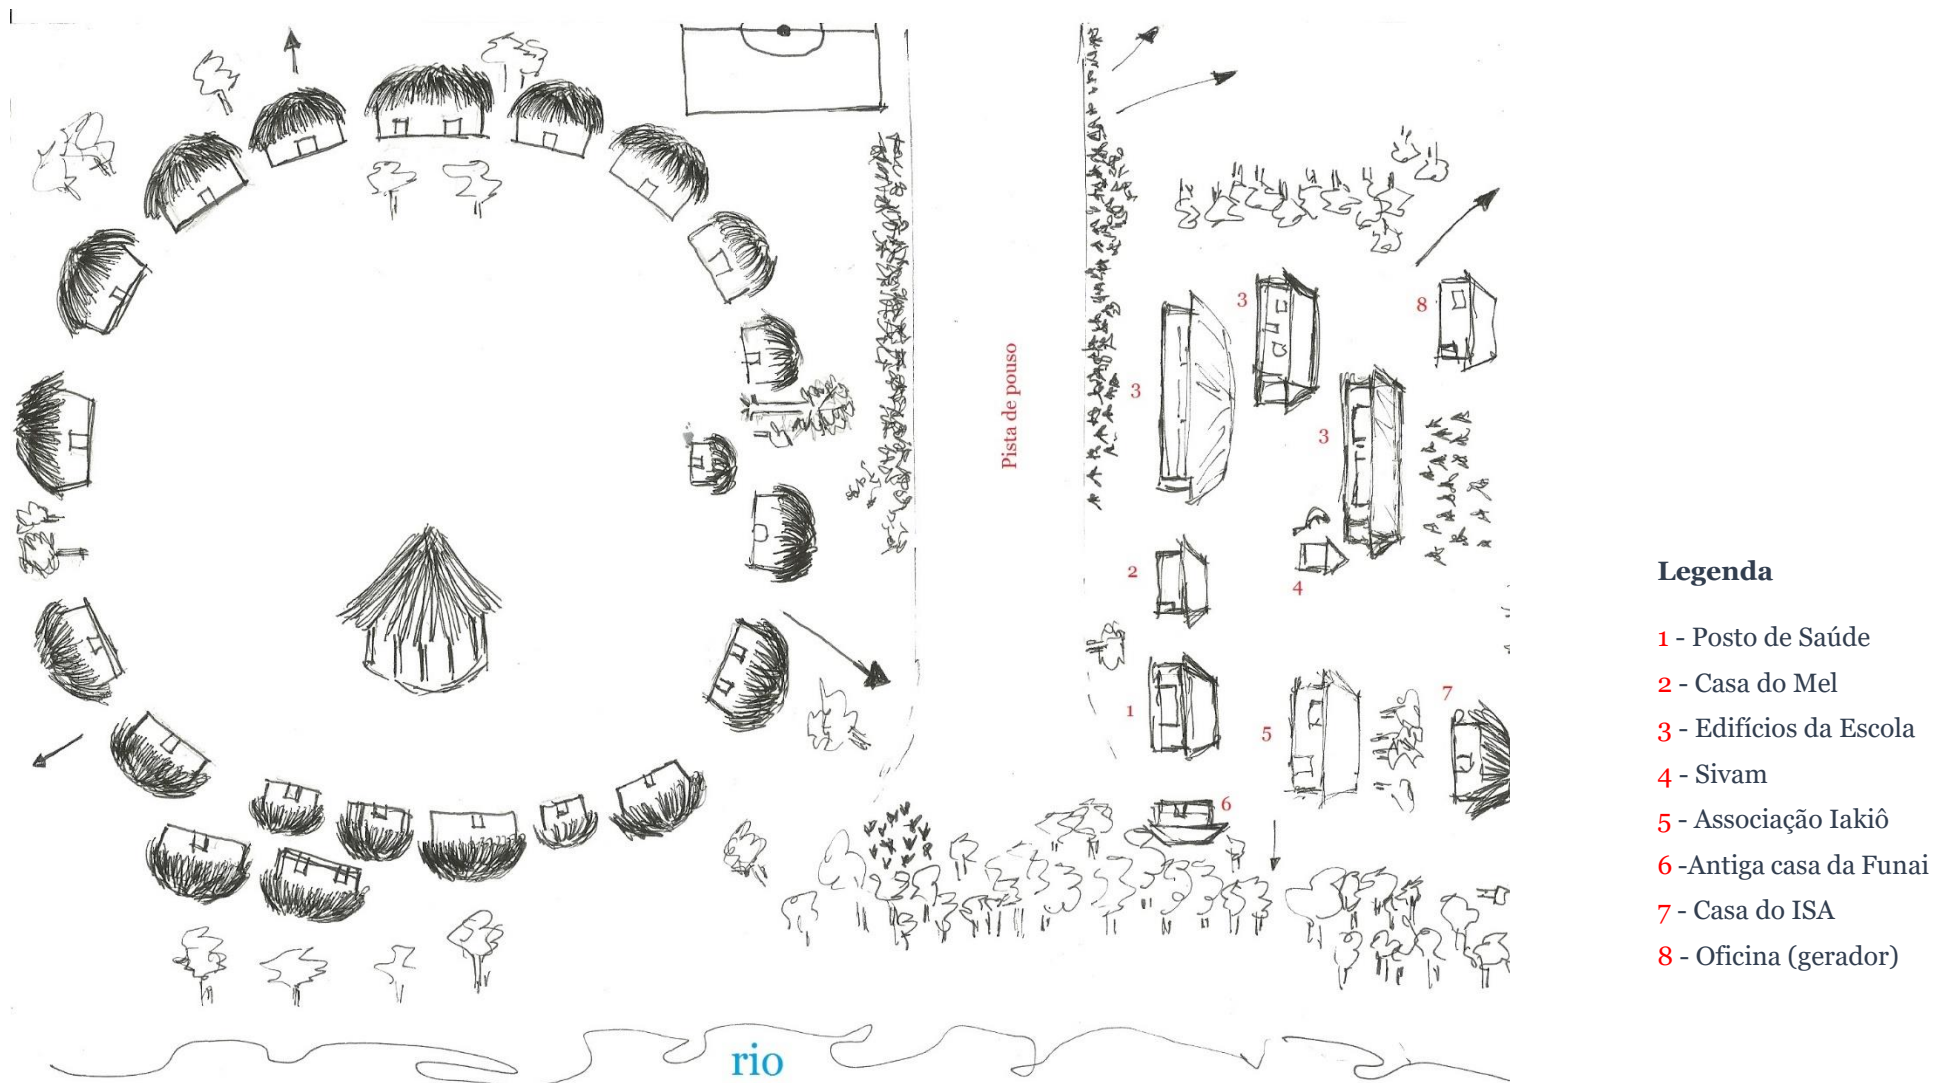 3
8
3
Pista de pouso
3
2
4
1
7
5
6
rio
Legenda
1 - Posto de Saúde
2 - Casa do Mel
3 - Edifícios da Escola
4 - Sivam
5 - Associação Iakiô
6 -Antiga casa da Funai
7 - Casa do ISA
8 - Oficina (gerador)